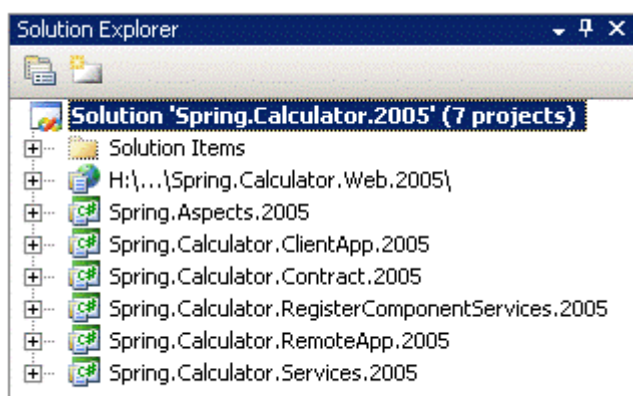 Solution Explorer
Solution 'Spring.Calculator.2005' (7 projects)
Solution Items
H:\...\Spring.Calculator.Web.2005\
Spring.Aspects.2005
Spring.Calculator.ClientApp.2005
Spring.Calculator.Contract.2005
Spring.Calculator.RegisterComponentServices.2005
Spring.Calculator.RemoteApp.2005
Spring.Calculator.Services.2005